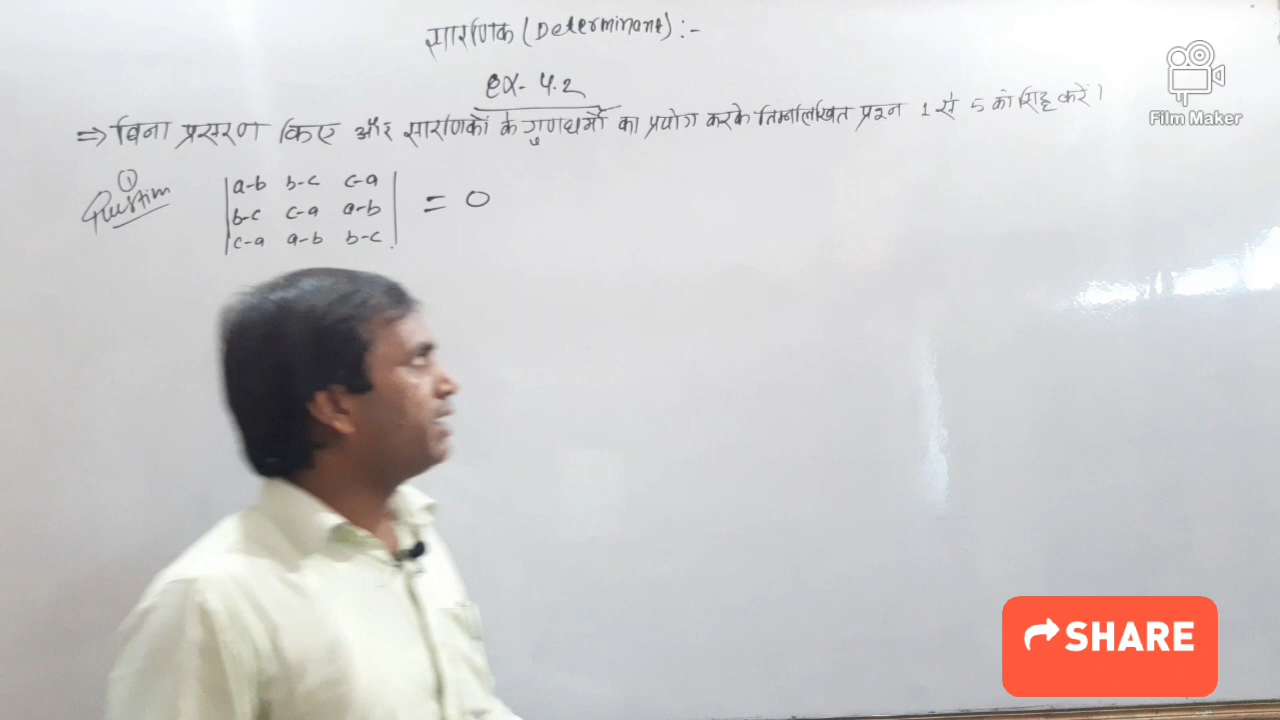 सारणिक (Determinant) :-
ex- 4.2
⇒ बिना प्रसरण किए और सारणिकों के गुणधर्मों का प्रयोग करके निम्नलिखित प्रश्न 1 से 5 को सिद्ध करें।
Question ①
| a-b b-c c-a |
| b-c c-a a-b | = 0
| c-a a-b b-c |
Film Maker
SHARE